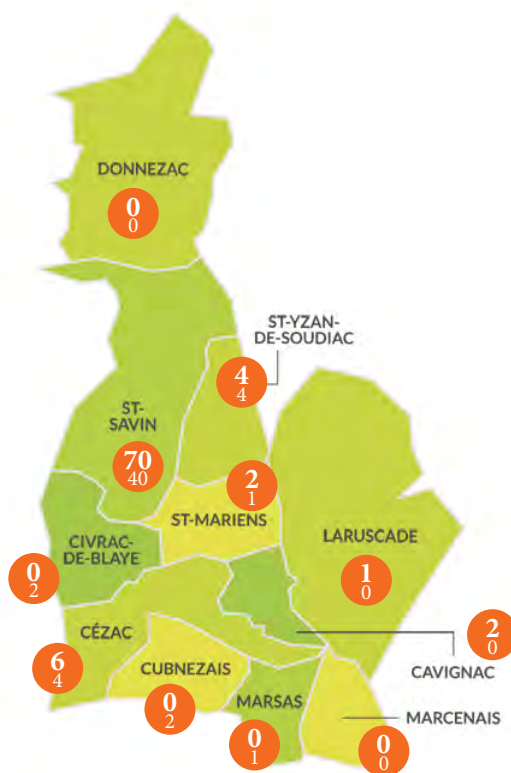 DONNEZAC
0
0
ST-YZAN-
DE-SOUDIAC
4
4
ST-
SAVIN
70
40
2
1
ST-MARIENS
CIVRAC-
DE-BLAYE
0
2
LARUSCADE
1
0
CÉZAC
6
4
2
0
CAVIGNAC
CUBNEZAIS
0
2
MARSAS
0
1
MARCENAIS
0
0